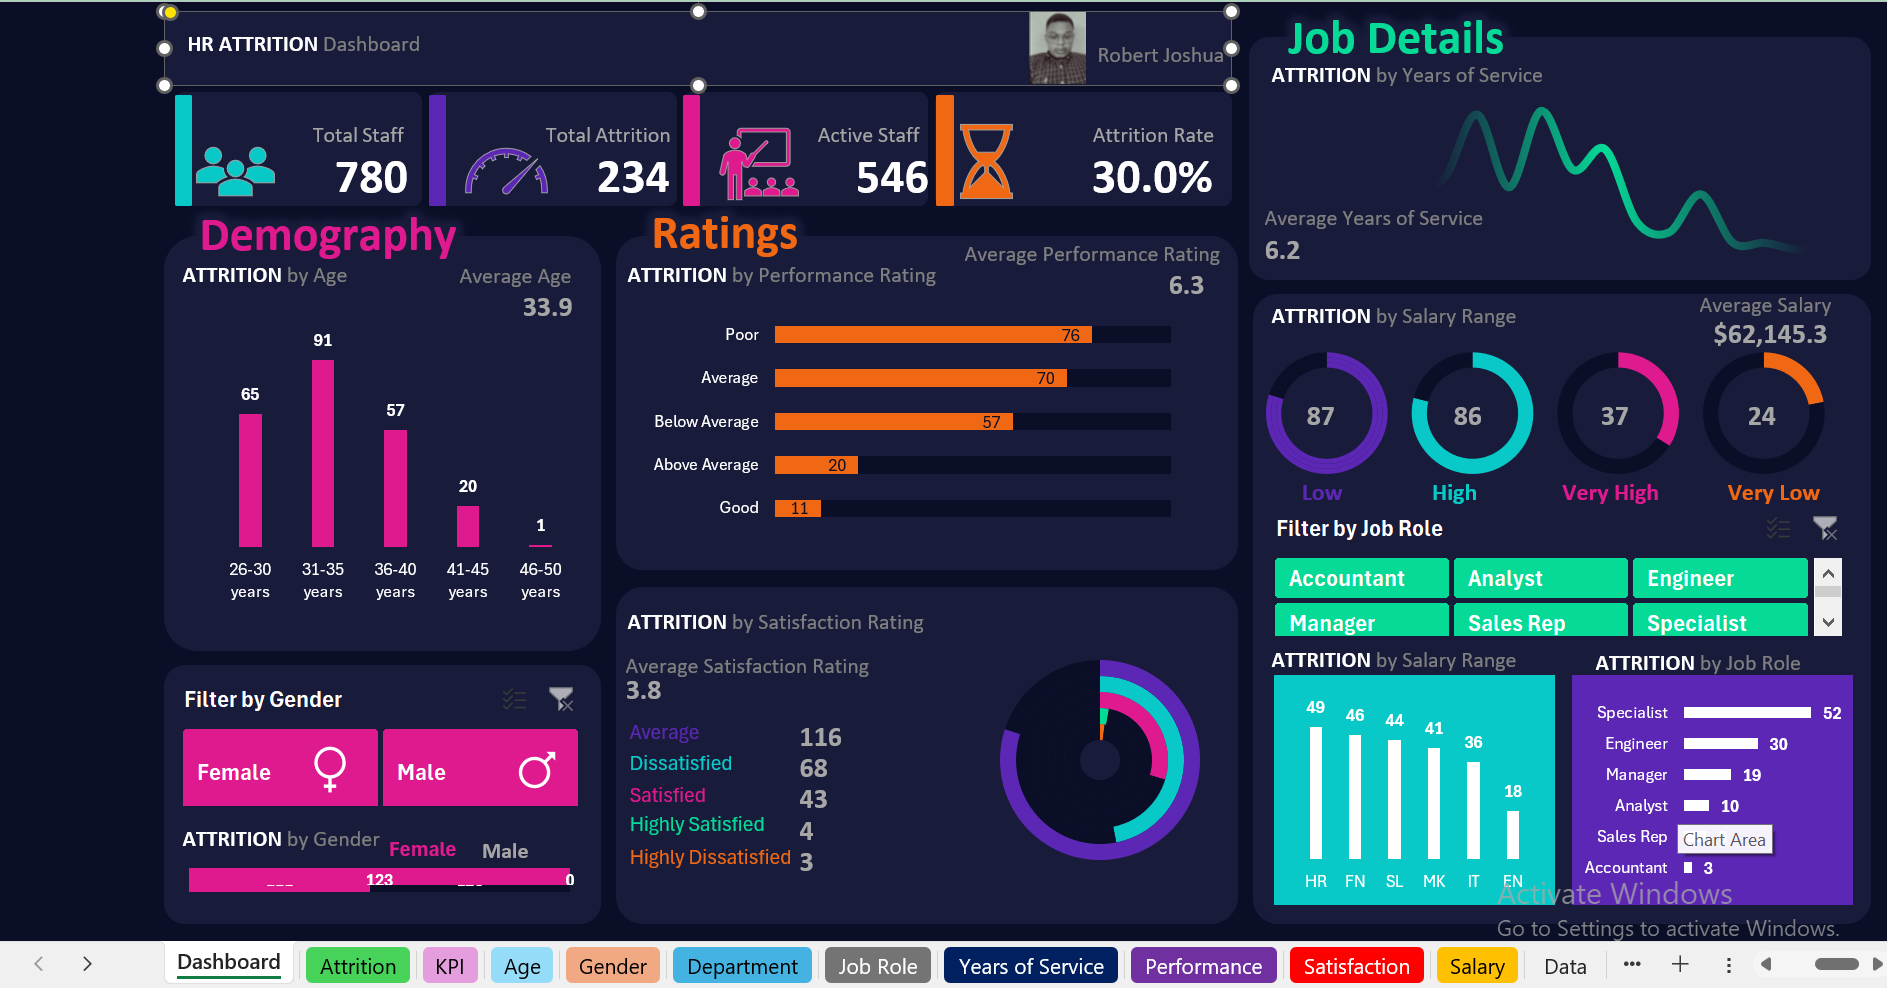 HR ATTRITION Dashboard
Robert Joshua
Total Staff
780
Total Attrition
234
Active Staff
546
Attrition Rate
30.0%
Demography
ATTRITION by Age
Average Age
33.9
65
91
57
20
1
26-30 years
31-35 years
36-40 years
41-45 years
46-50 years
Filter by Gender
Female
Male
ATTRITION by Gender
Female
Male
123
0
Ratings
ATTRITION by Performance Rating
Average Performance Rating
6.3
Poor 76
Average 70
Below Average 57
Above Average 20
Good 11
ATTRITION by Satisfaction Rating
Average Satisfaction Rating
3.8
Average 116
Dissatisfied 68
Satisfied 43
Highly Satisfied 4
Highly Dissatisfied 3
Job Details
ATTRITION by Years of Service
Average Years of Service
6.2
ATTRITION by Salary Range
Average Salary
$62,145.3
87
86
37
24
Low
High
Very High
Very Low
Filter by Job Role
Accountant
Analyst
Engineer
Manager
Sales Rep
Specialist
ATTRITION by Salary Range
49
46
44
41
36
18
HR
FN
SL
MK
IT
EN
ATTRITION by Job Role
Specialist 52
Engineer 30
Manager 19
Analyst 10
Sales Rep
Chart Area
Accountant 3
Activate Windows
Go to Settings to activate Windows.
Dashboard
Attrition
KPI
Age
Gender
Department
Job Role
Years of Service
Performance
Satisfaction
Salary
Data